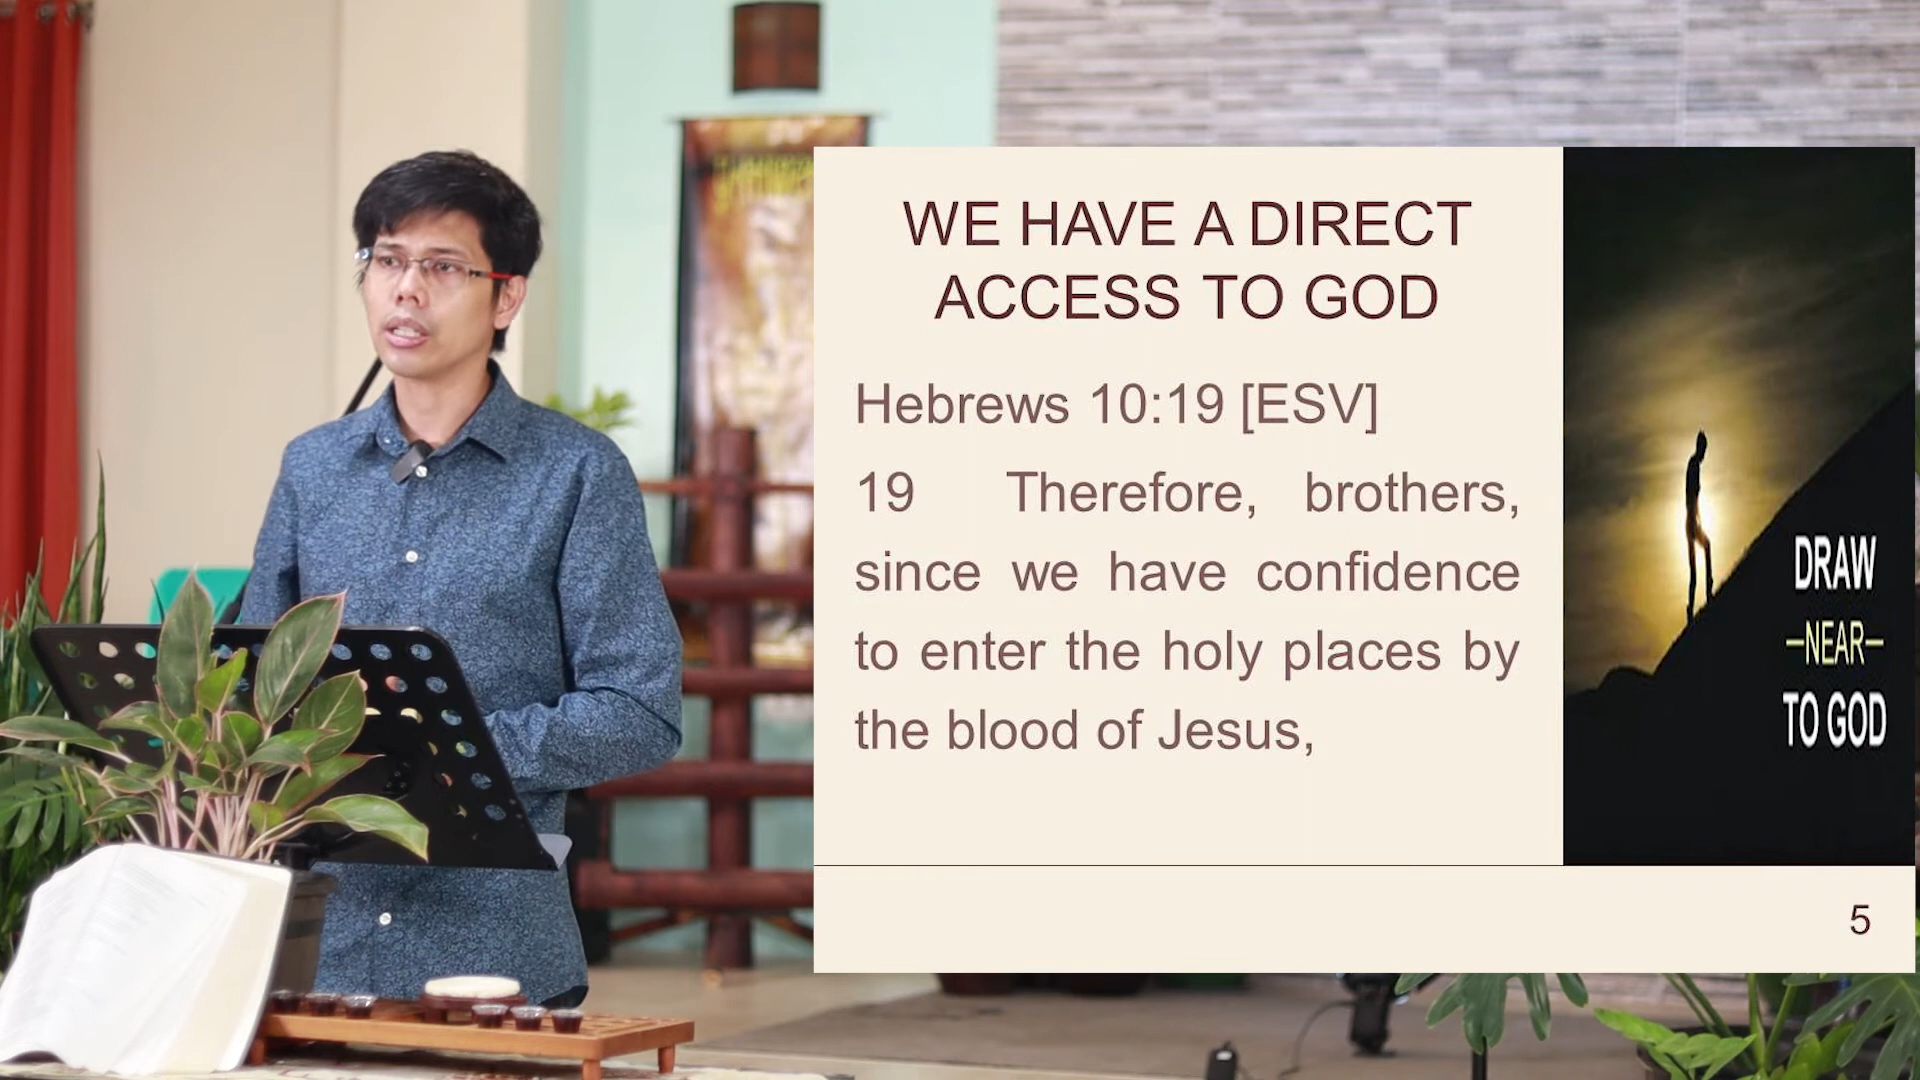 WE HAVE A DIRECT
ACCESS TO GOD
Hebrews 10:19 [ESV]
19 Therefore, brothers,
since we have confidence
to enter the holy places by
the blood of Jesus,
DRAW
–NEAR–
TO GOD
5